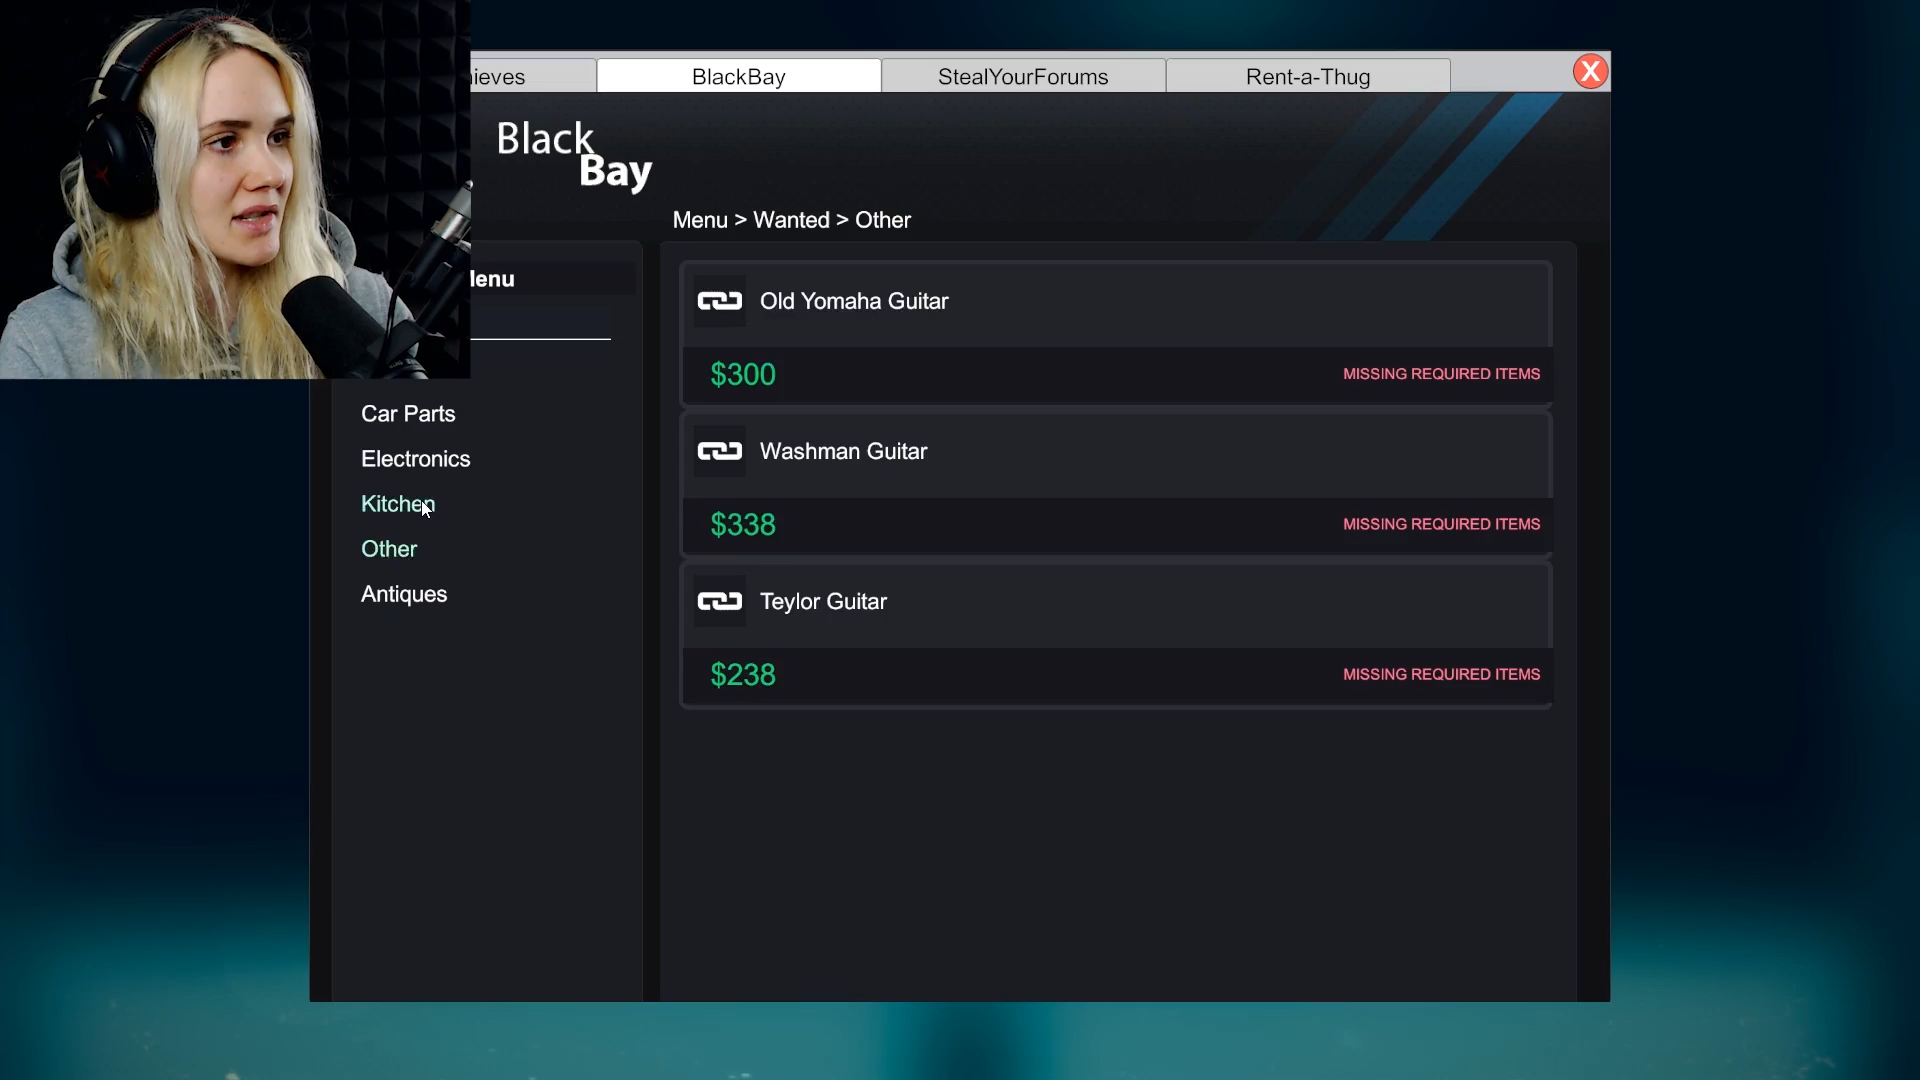 ieves
BlackBay
StealYourForums
Rent-a-Thug
X
Black
Bay
Menu > Wanted > Other
enu
Old Yomaha Guitar
$300
MISSING REQUIRED ITEMS
Car Parts
Washman Guitar
Electronics
Kitchen
$338
MISSING REQUIRED ITEMS
Other
Antiques
Teylor Guitar
$238
MISSING REQUIRED ITEMS